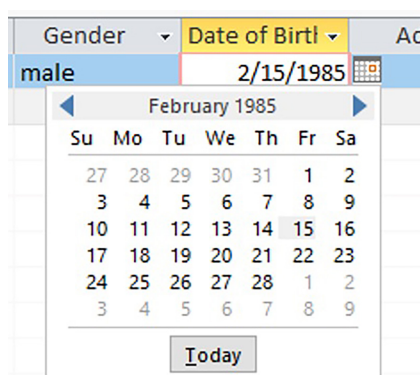 Gender Date of Birth Ad
male 2/15/1985
February 1985
Su Mo Tu We Th Fr Sa
27 28 29 30 31 1 2
3 4 5 6 7 8 9
10 11 12 13 14 15 16
17 18 19 20 21 22 23
24 25 26 27 28 1 2
3 4 5 6 7 8 9
Today